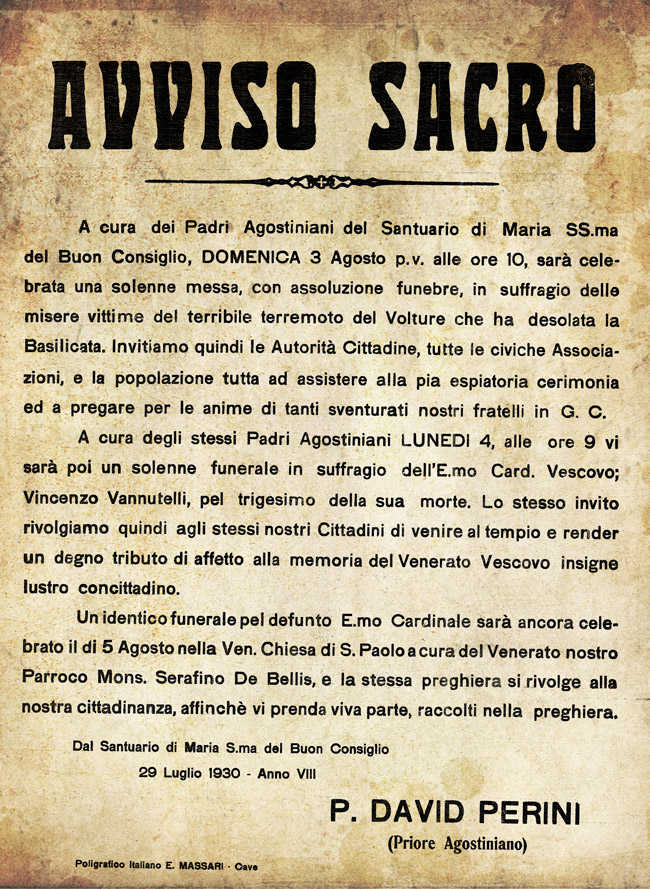 AVVISO SACRO
A cura dei Padri Agostiniani del Santuario di Maria SS.ma
del Buon Consiglio, DOMENICA 3 Agosto p.v. alle ore 10, sarà cele-
brata una solenne messa, con assoluzione funebre, in suffragio delle
misere vittime del terribile terremoto del Volture che ha desolata la
Basilicata. Invitiamo quindi le Autorità Cittadine, tutte le civiche Associa-
zioni, e la popolazione tutta ad assistere alla pia espiatoria cerimonia
ed a pregare per le anime di tanti sventurati nostri fratelli in G. C.
A cura degli stessi Padri Agostiniani LUNEDI 4, alle ore 9 vi
sarà poi un solenne funerale in suffragio dell'E.mo Card. Vescovo;
Vincenzo Vannutelli, pel trigesimo della sua morte. Lo stesso invito
rivolgiamo quindi agli stessi nostri Cittadini di venire al tempio e render
un degno tributo di affetto alla memoria del Venerato Vescovo insigne
lustro concittadino.
Un identico funerale pel defunto E.mo Cardinale sarà ancora cele-
brato il di 5 Agosto nella Ven. Chiesa di S. Paolo a cura del Venerato nostro
Parroco Mons. Serafino De Bellis, e la stessa preghiera si rivolge alla
nostra cittadinanza, affinchè vi prenda viva parte, raccolti nella preghiera.
Dal Santuario di Maria S.ma del Buon Consiglio
29 Luglio 1930 - Anno VIII
P. DAVID PERINI
(Priore Agostiniano)
Poligrafico Italiano E. MASSARI - Cave